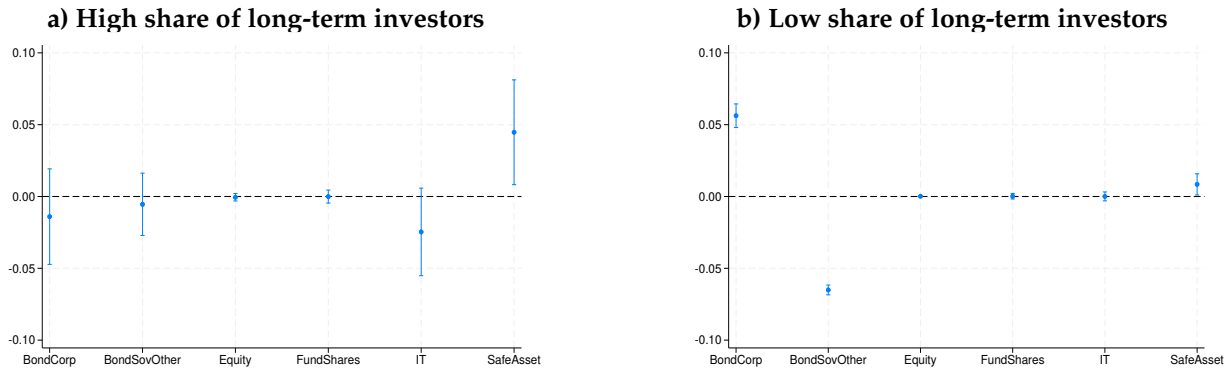 a) High share of long-term investors
0.10
0.05
0.00
-0.05
-0.10
BondCorp BondSovOther Equity FundShares IT SafeAsset
b) Low share of long-term investors
0.10
0.05
0.00
-0.05
-0.10
BondCorp BondSovOther Equity FundShares IT SafeAsset